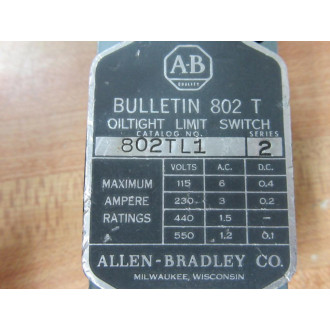 A-B
QUALITY
BULLETIN 802 T
OILTIGHT LIMIT SWITCH
CATALOG NO. SERIES
802TL1 2
VOLTS A.C. D.C.
MAXIMUM 115 6 0.4
AMPERE 230 3 0.2
RATINGS 440 1.5 —
550 1.2 0.1
ALLEN-BRADLEY CO.
MILWAUKEE, WISCONSIN